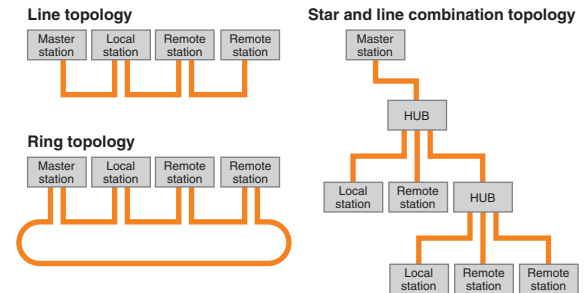 Line topology
Master station
Local station
Remote station
Remote station
Ring topology
Master station
Local station
Remote station
Remote station
Star and line combination topology
Master station
HUB
Local station
Remote station
HUB
Local station
Remote station
Remote station